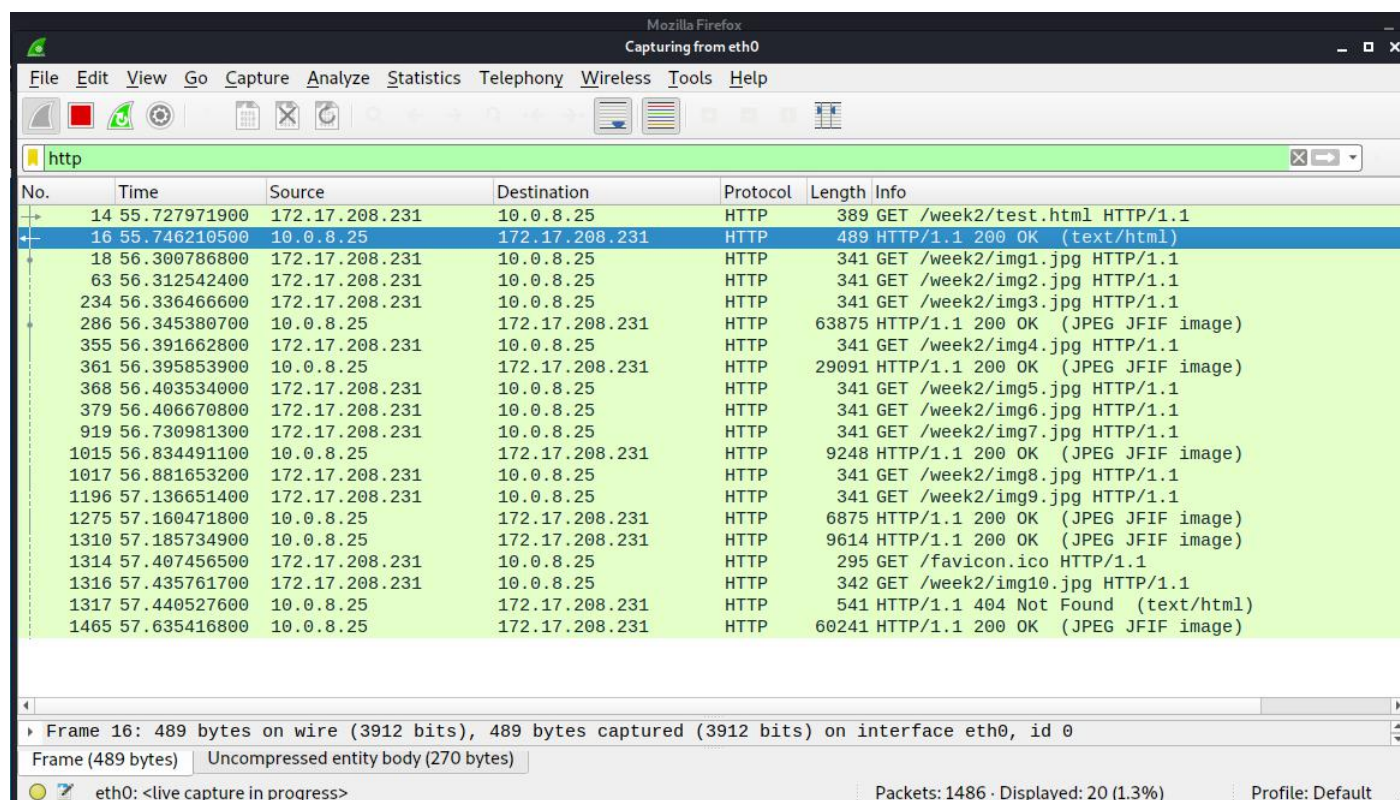 Mozilla Firefox
Capturing from eth0
File Edit View Go Capture Analyze Statistics Telephony Wireless Tools Help
http
No. Time Source Destination Protocol Length Info
14 55.727971900 172.17.208.231 10.0.8.25 HTTP 389 GET /week2/test.html HTTP/1.1
16 55.746210500 10.0.8.25 172.17.208.231 HTTP 489 HTTP/1.1 200 OK (text/html)
18 56.300786800 172.17.208.231 10.0.8.25 HTTP 341 GET /week2/img1.jpg HTTP/1.1
63 56.312542400 172.17.208.231 10.0.8.25 HTTP 341 GET /week2/img2.jpg HTTP/1.1
234 56.336466600 172.17.208.231 10.0.8.25 HTTP 341 GET /week2/img3.jpg HTTP/1.1
286 56.345380700 10.0.8.25 172.17.208.231 HTTP 63875 HTTP/1.1 200 OK (JPEG JFIF image)
355 56.391662800 172.17.208.231 10.0.8.25 HTTP 341 GET /week2/img4.jpg HTTP/1.1
361 56.395853900 10.0.8.25 172.17.208.231 HTTP 29091 HTTP/1.1 200 OK (JPEG JFIF image)
368 56.403534000 172.17.208.231 10.0.8.25 HTTP 341 GET /week2/img5.jpg HTTP/1.1
379 56.406670800 172.17.208.231 10.0.8.25 HTTP 341 GET /week2/img6.jpg HTTP/1.1
919 56.730981300 172.17.208.231 10.0.8.25 HTTP 341 GET /week2/img7.jpg HTTP/1.1
1015 56.834491100 10.0.8.25 172.17.208.231 HTTP 9248 HTTP/1.1 200 OK (JPEG JFIF image)
1017 56.881653200 172.17.208.231 10.0.8.25 HTTP 341 GET /week2/img8.jpg HTTP/1.1
1196 57.136651400 172.17.208.231 10.0.8.25 HTTP 341 GET /week2/img9.jpg HTTP/1.1
1275 57.160471800 10.0.8.25 172.17.208.231 HTTP 6875 HTTP/1.1 200 OK (JPEG JFIF image)
1310 57.185734900 10.0.8.25 172.17.208.231 HTTP 9614 HTTP/1.1 200 OK (JPEG JFIF image)
1314 57.407456500 172.17.208.231 10.0.8.25 HTTP 295 GET /favicon.ico HTTP/1.1
1316 57.435761700 172.17.208.231 10.0.8.25 HTTP 342 GET /week2/img10.jpg HTTP/1.1
1317 57.440527600 10.0.8.25 172.17.208.231 HTTP 541 HTTP/1.1 404 Not Found (text/html)
1465 57.635416800 10.0.8.25 172.17.208.231 HTTP 60241 HTTP/1.1 200 OK (JPEG JFIF image)
Frame 16: 489 bytes on wire (3912 bits), 489 bytes captured (3912 bits) on interface eth0, id 0
Frame (489 bytes) Uncompressed entity body (270 bytes)
eth0: <live capture in progress> Packets: 1486 · Displayed: 20 (1.3%) Profile: Default